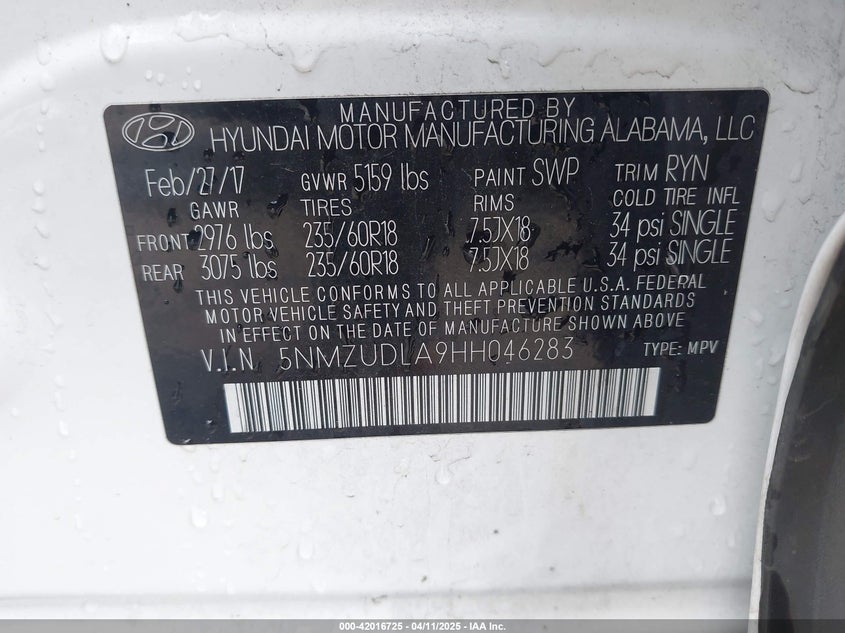 MANUFACTURED BY
HYUNDAI MOTOR MANUFACTURING ALABAMA, LLC
Feb/27/17 GVWR 5159 lbs PAINT SWP TRIM RYN
GAWR TIRES RIMS COLD TIRE INFL
FRONT 2976 lbs 235/60R18 7.5JX18 34 psi SINGLE
REAR 3075 lbs 235/60R18 7.5JX18 34 psi SINGLE
THIS VEHICLE CONFORMS TO ALL APPLICABLE U.S.A. FEDERAL
MOTOR VEHICLE SAFETY AND THEFT PREVENTION STANDARDS
IN EFFECT ON THE DATE OF MANUFACTURE SHOWN ABOVE.
V.I.N. 5NMZUDLA9HH046283 TYPE: MPV
000-42016725 - 04/11/2025 - IAA Inc.